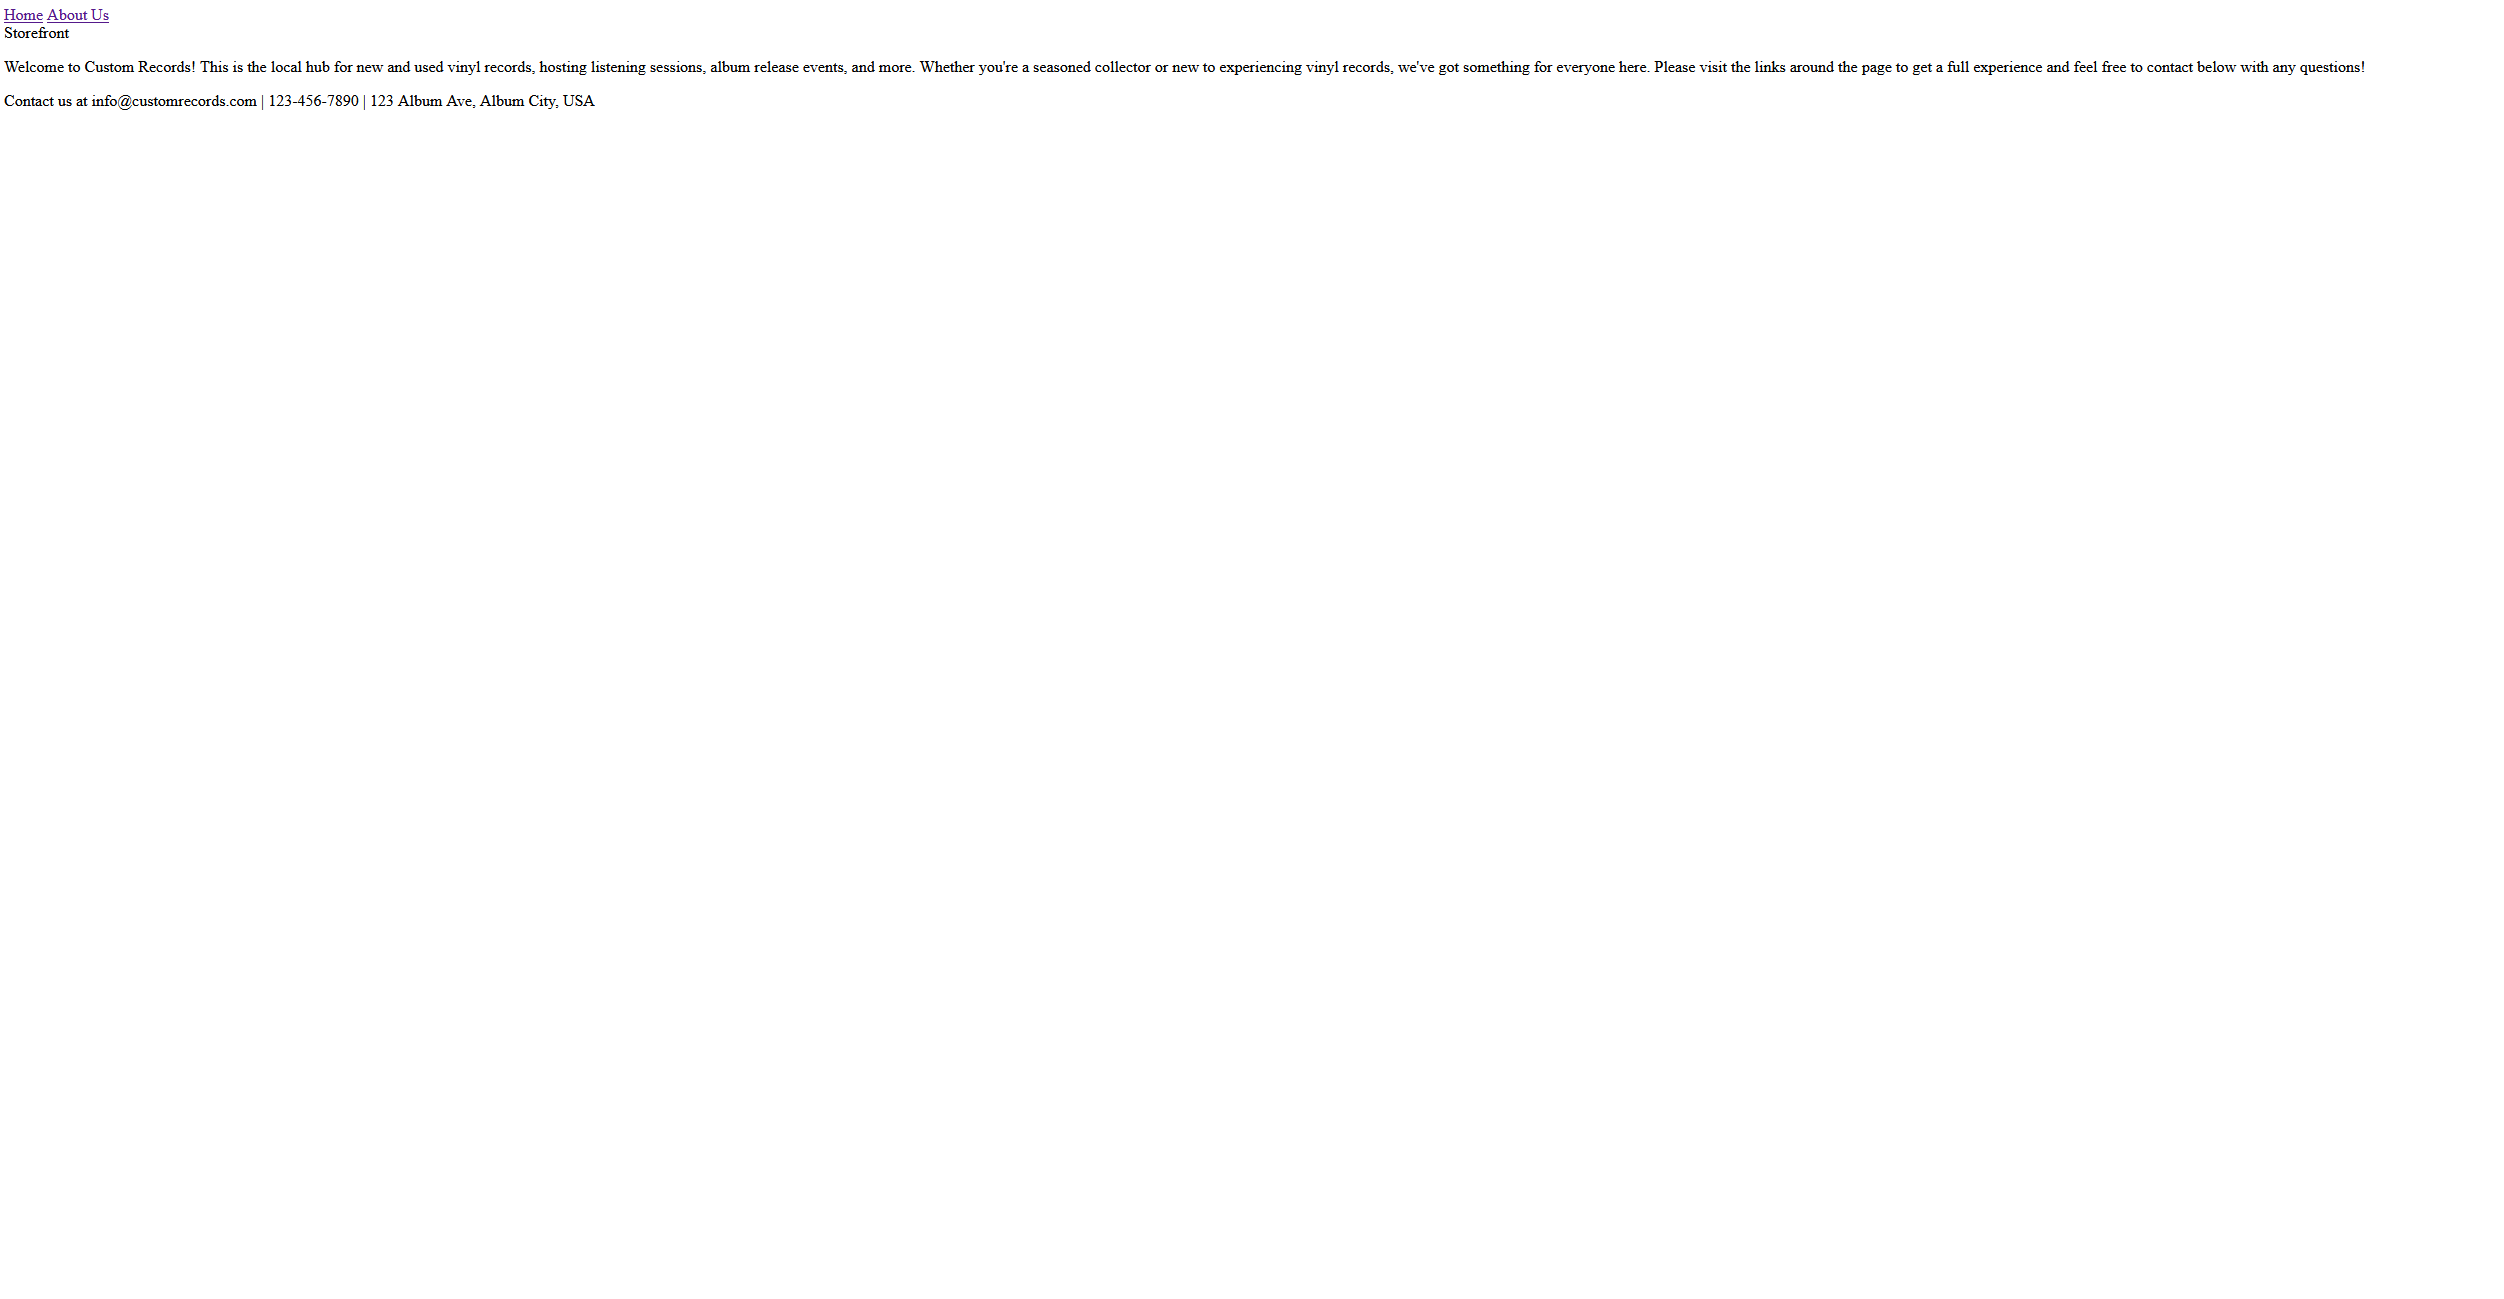 Home About Us
Storefront
Welcome to Custom Records! This is the local hub for new and used vinyl records, hosting listening sessions, album release events, and more. Whether you're a seasoned collector or new to experiencing vinyl records, we've got something for everyone here. Please visit the links around the page to get a full experience and feel free to contact below with any questions!
Contact us at info@customrecords.com | 123-456-7890 | 123 Album Ave, Album City, USA